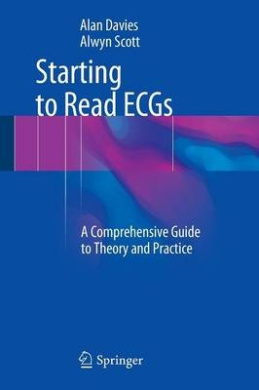 Alan Davies
Alwyn Scott
Starting
to Read ECGs
A Comprehensive Guide
to Theory and Practice
Springer